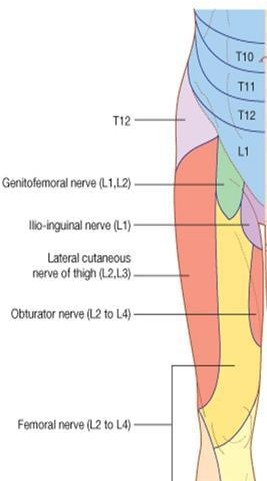 T10
T11
T12
T12
L1
Genitofemoral nerve (L1,L2)
Ilio-inguinal nerve (L1)
Lateral cutaneous
nerve of thigh (L2,L3)
Obturator nerve (L2 to L4)
Femoral nerve (L2 to L4)